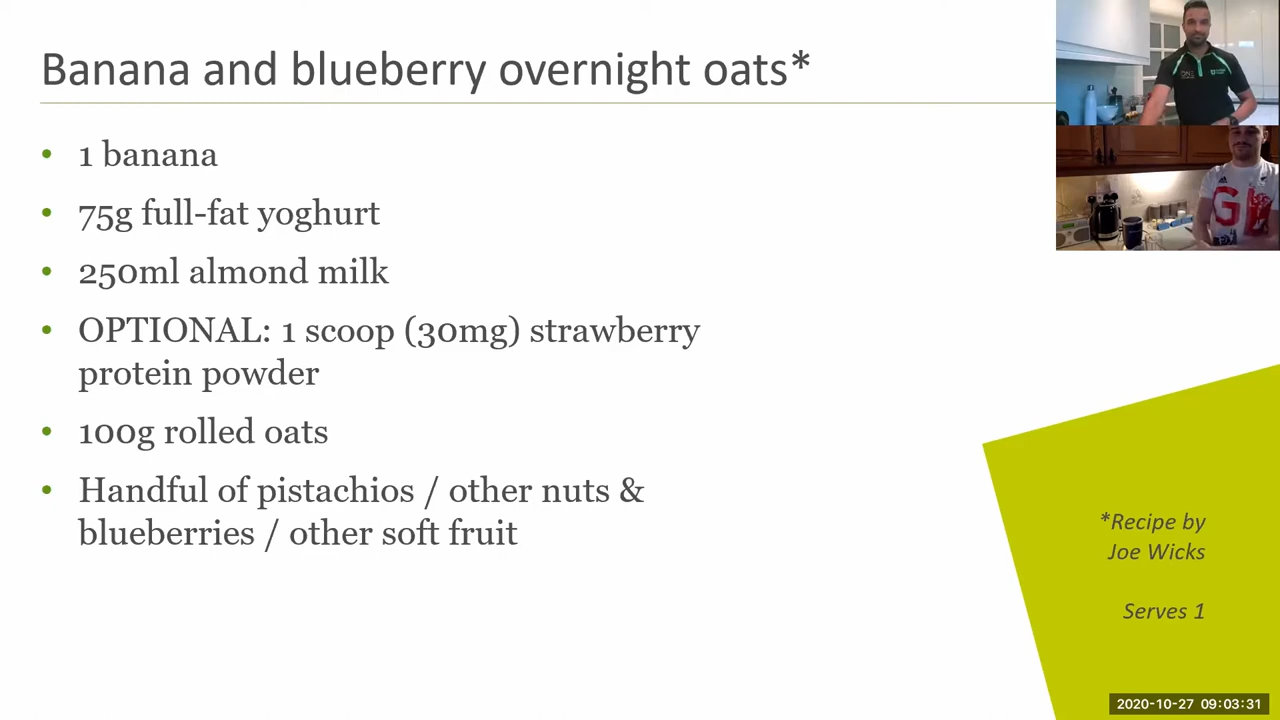 Banana and blueberry overnight oats*
• 1 banana
• 75g full-fat yoghurt
• 250ml almond milk
• OPTIONAL: 1 scoop (30mg) strawberry
protein powder
• 100g rolled oats
• Handful of pistachios / other nuts &
blueberries / other soft fruit
*Recipe by
Joe Wicks
Serves 1
2020-10-27 09:03:31